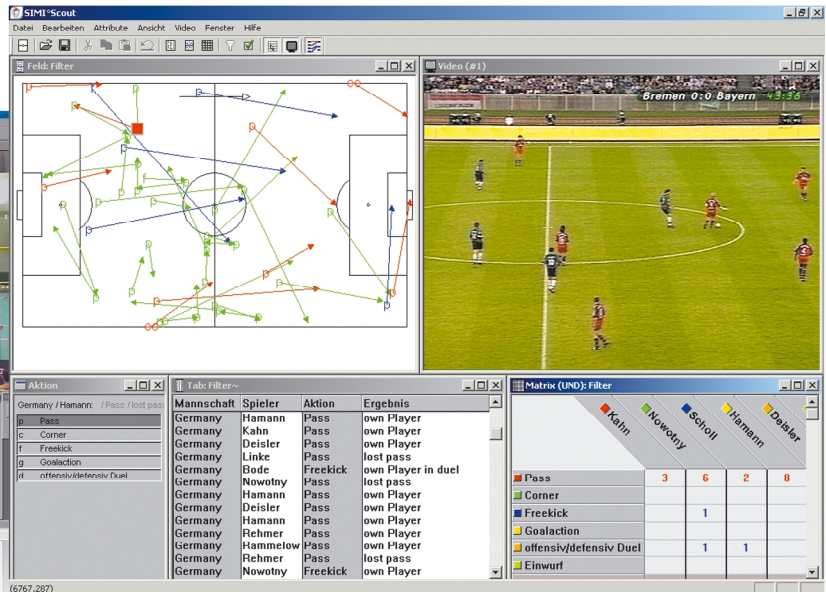 SIMI°Scout
Datei Bearbeiten Attribute Ansicht Video Fenster Hilfe
Feld: Filter
Video (#1)
Bremen 0:0 Bayern 43:36
Aktion
Germany / Hamann: / Pass / lost pass
p Pass
c Corner
f Freekick
g Goalaction
d offensiv/defensiv Duel
Tab: Filter~
Mannschaft Spieler Aktion Ergebnis
Germany Hamann Pass own Player
Germany Kahn Pass own Player
Germany Deisler Pass own Player
Germany Linke Pass lost pass
Germany Bode Freekick own Player in duel
Germany Nowotny Pass lost pass
Germany Hamann Pass own Player
Germany Deisler Pass own Player
Germany Hamann Pass own Player
Germany Rehmer Pass own Player
Germany Rammelow Pass own Player
Germany Rehmer Pass lost pass
Germany Nowotny Freekick own Player
Matrix (UND): Filter
Kahn Nowotny Scholl Hamann Deisler
Pass 3 6 2 8
Corner
Freekick 1
Goalaction
offensiv/defensiv Duel 1 1
Einwurf
(6767,287)